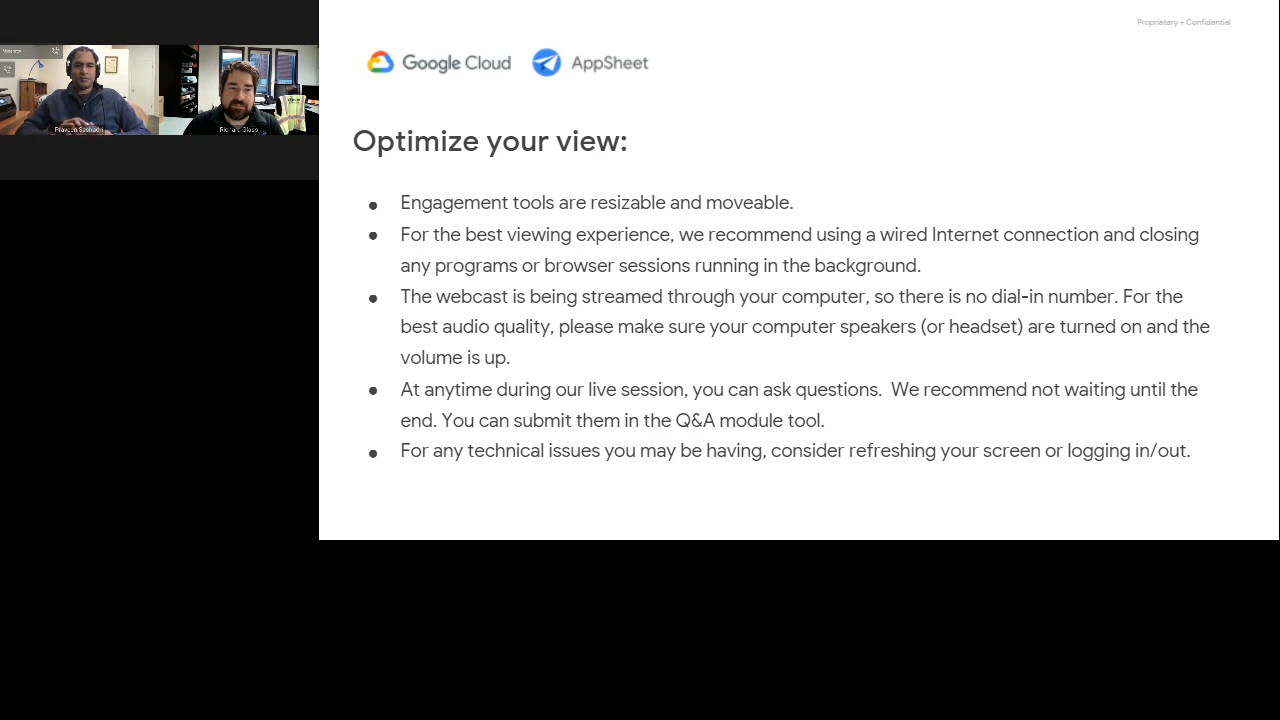 Proprietary + Confidential
Google Cloud AppSheet
Praveen Seshadri
Richard Glass
Optimize your view:
● Engagement tools are resizable and moveable.
● For the best viewing experience, we recommend using a wired Internet connection and closing
any programs or browser sessions running in the background.
● The webcast is being streamed through your computer, so there is no dial-in number. For the
best audio quality, please make sure your computer speakers (or headset) are turned on and the
volume is up.
● At anytime during our live session, you can ask questions.  We recommend not waiting until the
end. You can submit them in the Q&A module tool.
● For any technical issues you may be having, consider refreshing your screen or logging in/out.